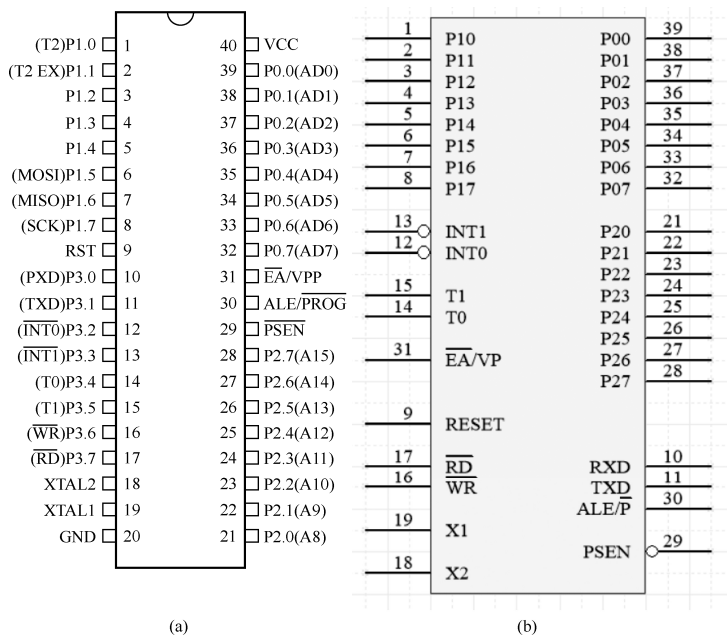 (T2)P1.0 1 40 VCC
(T2 EX)P1.1 2 39 P0.0(AD0)
P1.2 3 38 P0.1(AD1)
P1.3 4 37 P0.2(AD2)
P1.4 5 36 P0.3(AD3)
(MOSI)P1.5 6 35 P0.4(AD4)
(MISO)P1.6 7 34 P0.5(AD5)
(SCK)P1.7 8 33 P0.6(AD6)
RST 9 32 P0.7(AD7)
(PXD)P3.0 10 31 E̅A̅/VPP
(TXD)P3.1 11 30 ALE/P̅R̅O̅G̅
(I̅N̅T̅0̅)P3.2 12 29 P̅S̅E̅N̅
(I̅N̅T̅1̅)P3.3 13 28 P2.7(A15)
(T0)P3.4 14 27 P2.6(A14)
(T1)P3.5 15 26 P2.5(A13)
(W̅R̅)P3.6 16 25 P2.4(A12)
(R̅D̅)P3.7 17 24 P2.3(A11)
XTAL2 18 23 P2.2(A10)
XTAL1 19 22 P2.1(A9)
GND 20 21 P2.0(A8)
(a)
1 P10 P00 39
2 P11 P01 38
3 P12 P02 37
4 P13 P03 36
5 P14 P04 35
6 P15 P05 34
7 P16 P06 33
8 P17 P07 32
13 INT1 P20 21
12 INT0 P21 22
P22 23
15 T1 P23 24
14 T0 P24 25
P25 26
31 E̅A̅/VP P26 27
P27 28
9 RESET
17 R̅D̅ RXD 10
16 W̅R̅ TXD 11
ALE/P̅ 30
19 X1
PSEN 29
18 X2
(b)